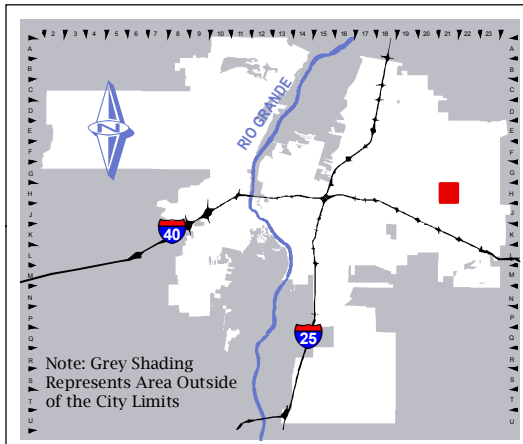 2 3 4 5 6 7 8 9 10 11 12 13 14 15 16 17 18 19 20 21 22 23
A A
B B
C C
D D
E E
F F
G G
H H
J J
K K
L L
M M
N N
P P
Q Q
R R
S S
T T
U U
N
RIO GRANDE
40
25
Note: Grey Shading
Represents Area Outside
of the City Limits